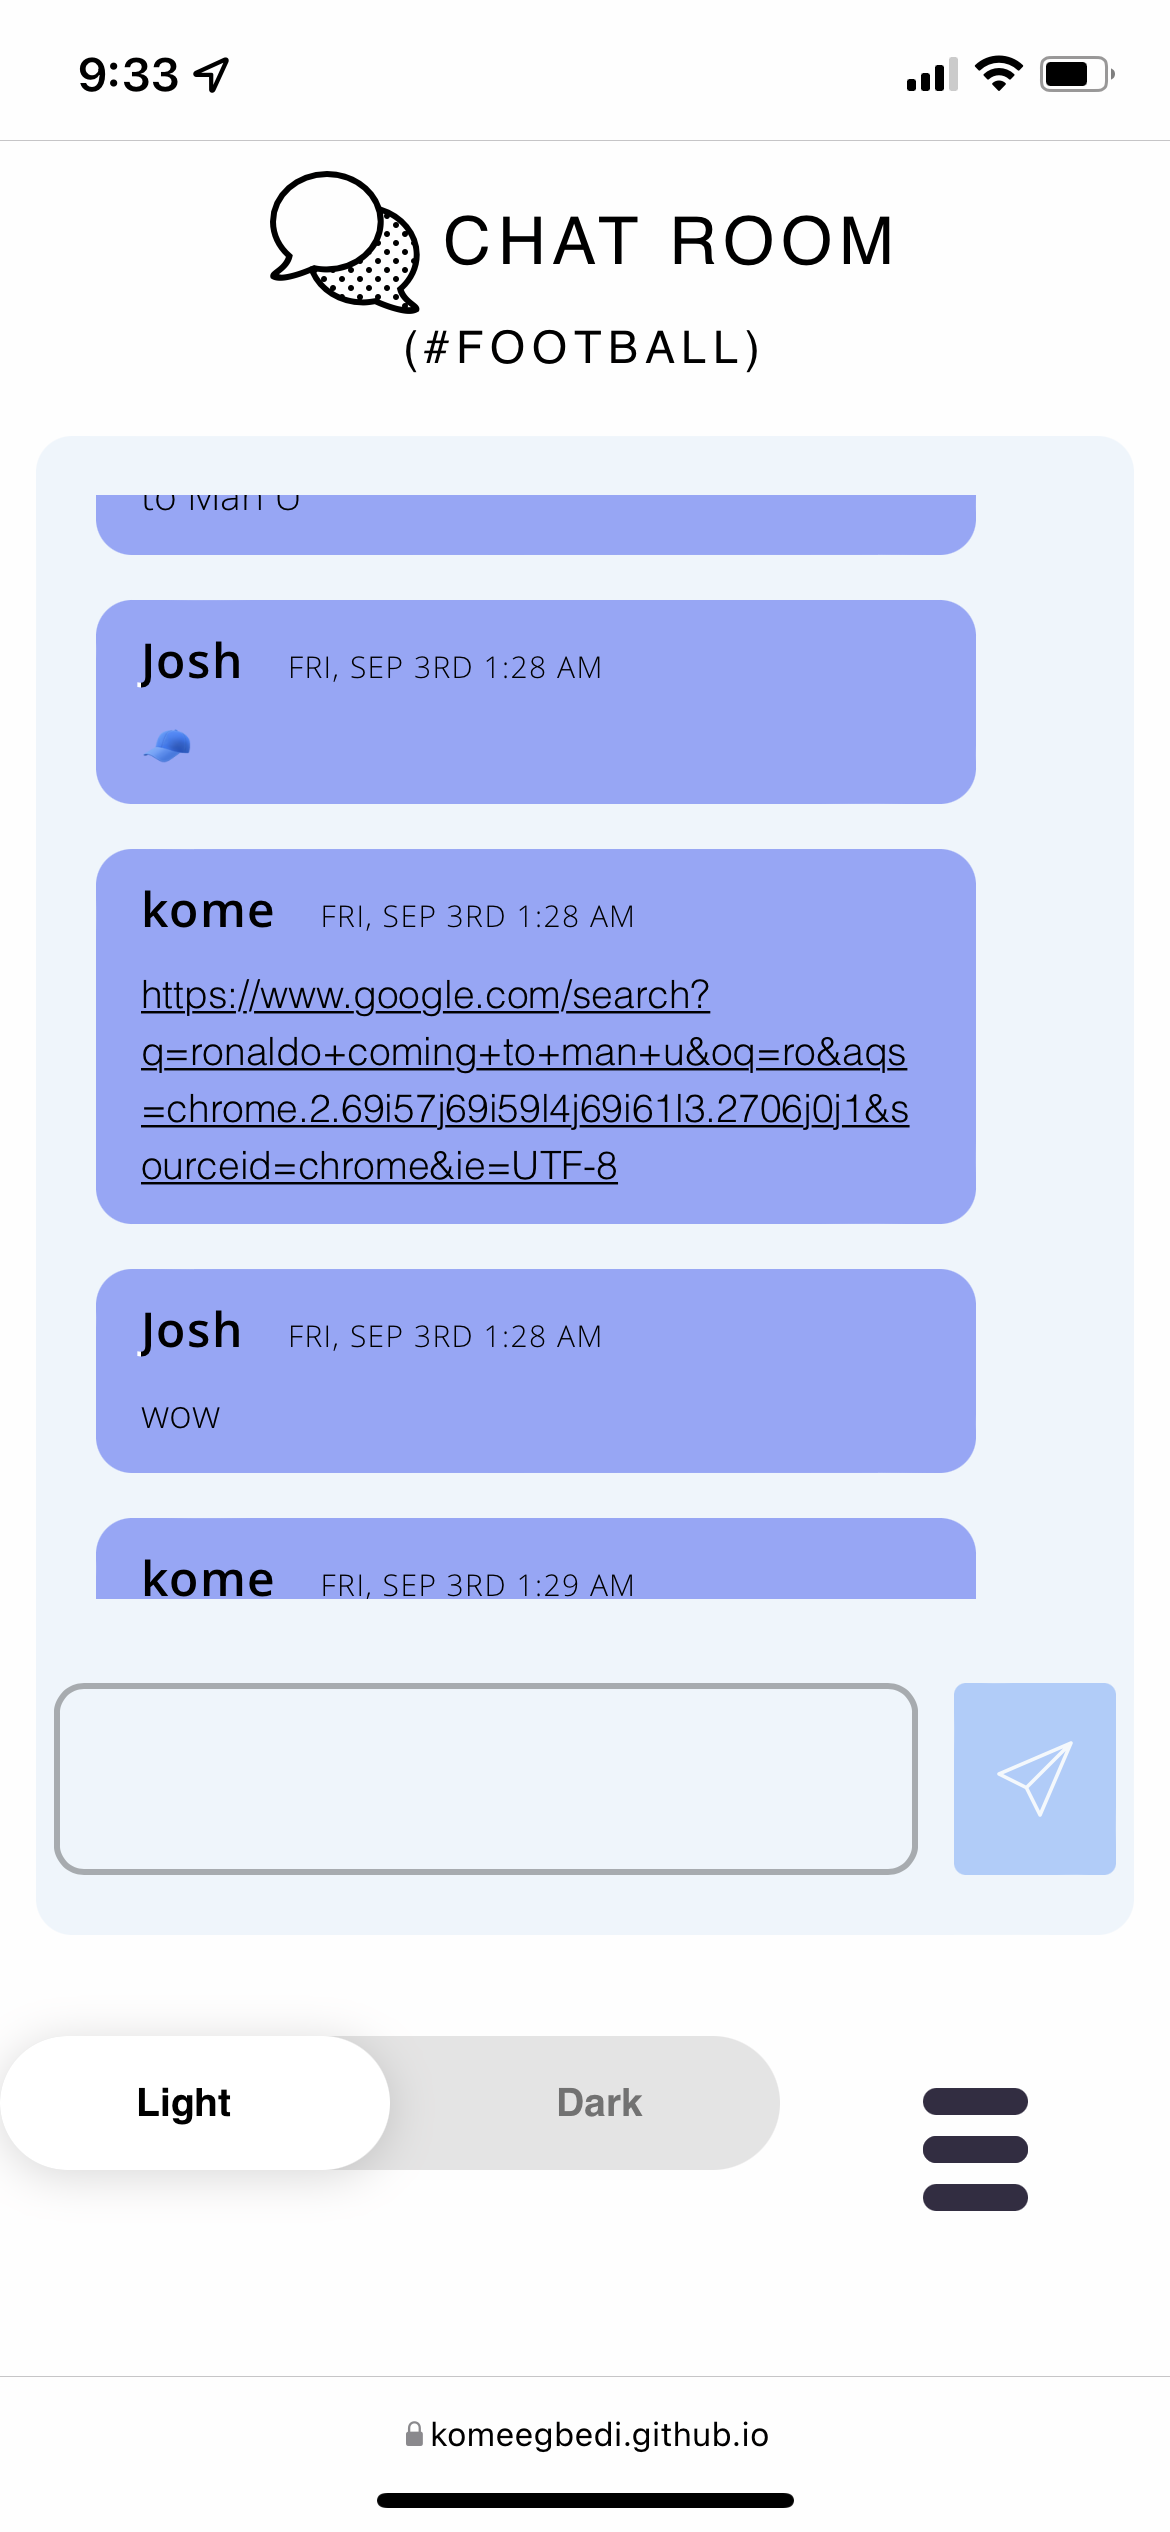 9:33
CHAT ROOM
(#FOOTBALL)
to Man U
Josh FRI, SEP 3RD 1:28 AM
🧢
kome FRI, SEP 3RD 1:28 AM
https://www.google.com/search?
q=ronaldo+coming+to+man+u&oq=ro&aqs
=chrome.2.69i57j69i59l4j69i61l3.2706j0j1&s
ourceid=chrome&ie=UTF-8
Josh FRI, SEP 3RD 1:28 AM
wow
kome FRI, SEP 3RD 1:29 AM
Light Dark
komeegbedi.github.io